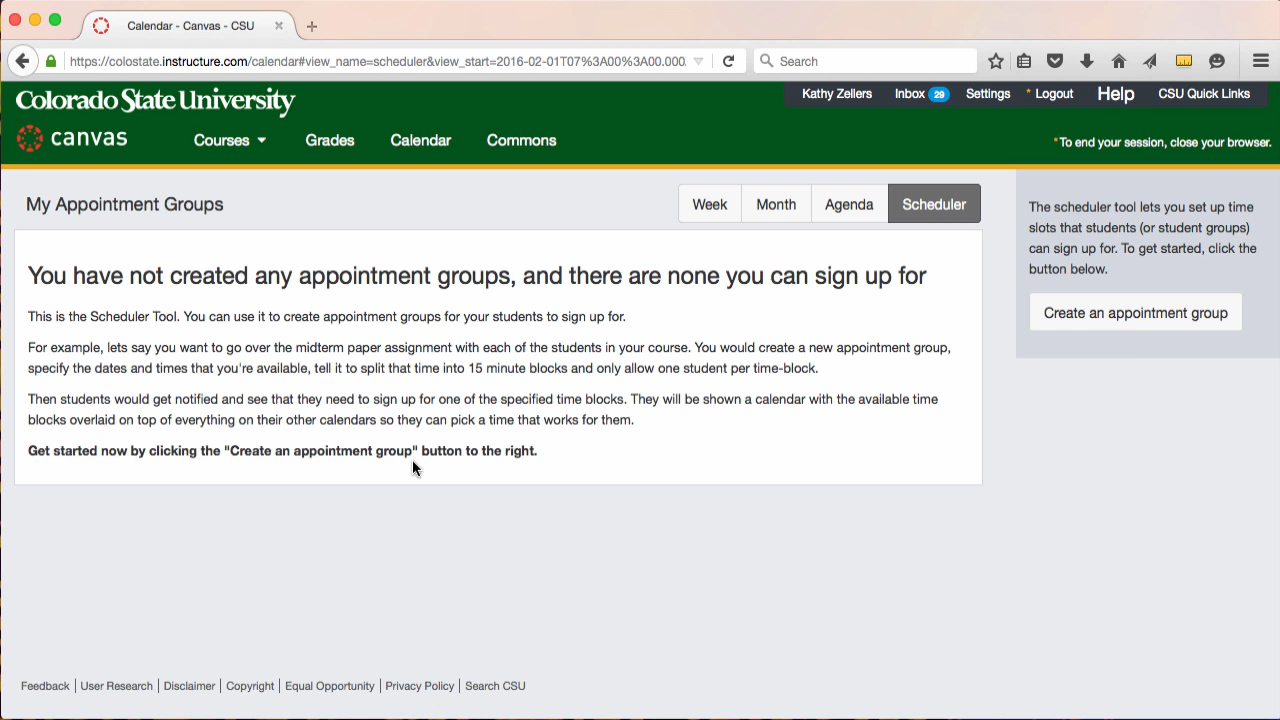 Calendar - Canvas - CSU
https://colostate.instructure.com/calendar#view_name=scheduler&view_start=2016-02-01T07%3A00%3A00.000.
Search
Colorado State University
Kathy Zellers
Inbox 29
Settings
* Logout
Help
CSU Quick Links
canvas
Courses
Grades
Calendar
Commons
*To end your session, close your browser.
My Appointment Groups
Week
Month
Agenda
Scheduler
You have not created any appointment groups, and there are none you can sign up for
This is the Scheduler Tool. You can use it to create appointment groups for your students to sign up for.
For example, lets say you want to go over the midterm paper assignment with each of the students in your course. You would create a new appointment group,
specify the dates and times that you're available, tell it to split that time into 15 minute blocks and only allow one student per time-block.
Then students would get notified and see that they need to sign up for one of the specified time blocks. They will be shown a calendar with the available time
blocks overlaid on top of everything on their other calendars so they can pick a time that works for them.
Get started now by clicking the "Create an appointment group" button to the right.
The scheduler tool lets you set up time
slots that students (or student groups)
can sign up for. To get started, click the
button below.
Create an appointment group
Feedback | User Research | Disclaimer | Copyright | Equal Opportunity | Privacy Policy | Search CSU